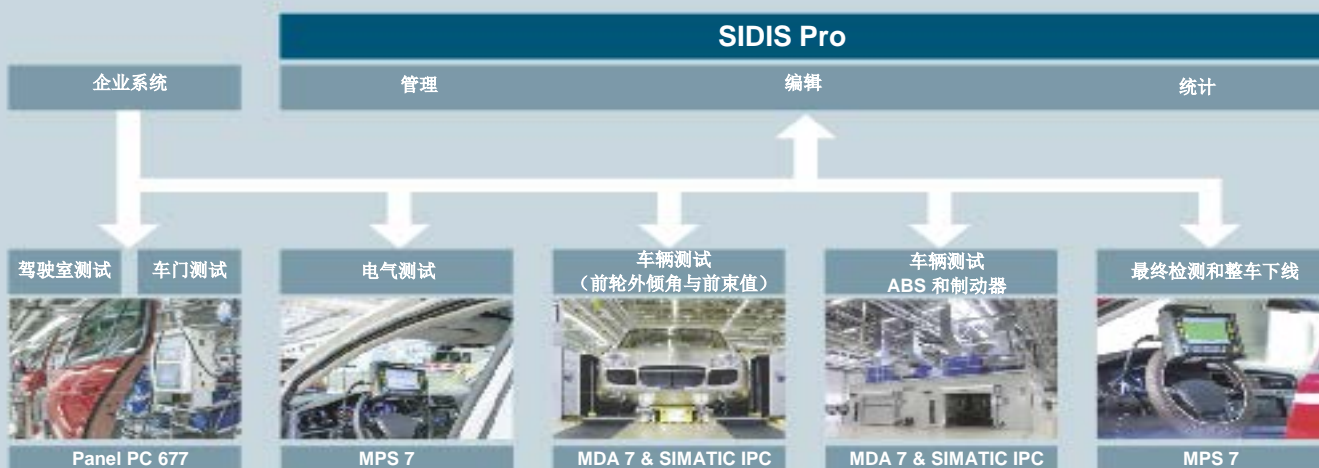 SIDIS Pro
企业系统
管理
编辑
统计
驾驶室测试
车门测试
电气测试
车辆测试
（前轮外倾角与前束值）
车辆测试
ABS 和制动器
最终检测和整车下线
Panel PC 677
MPS 7
MDA 7 & SIMATIC IPC
MDA 7 & SIMATIC IPC
MPS 7